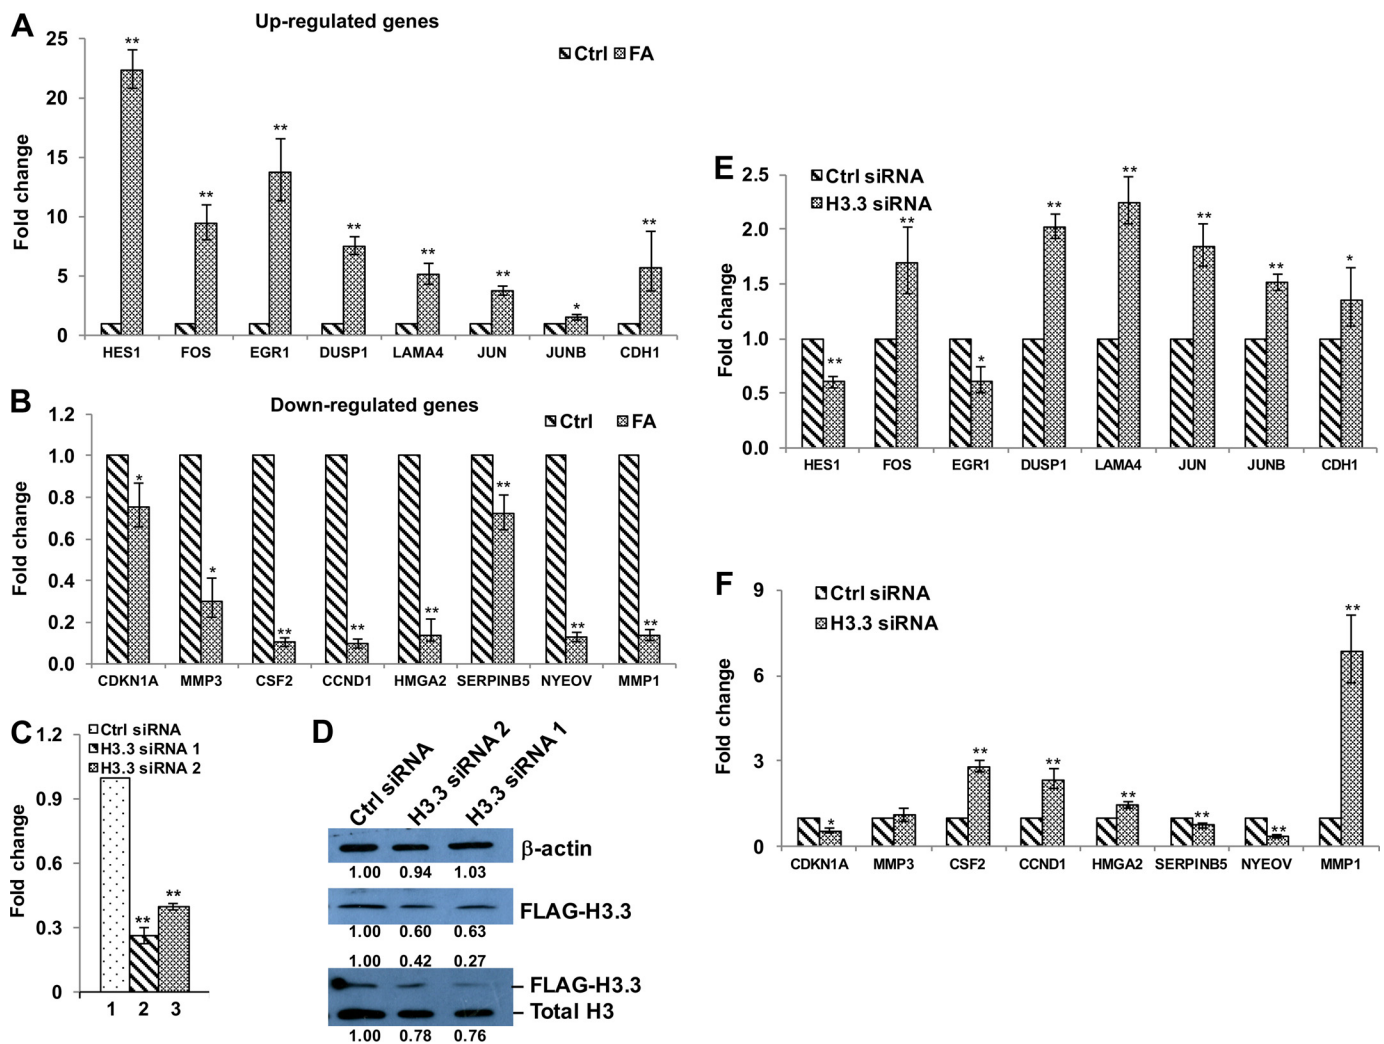 A
Up-regulated genes
Ctrl FA
Fold change
25
20
15
10
5
0
** ** ** ** ** ** * **
HES1 FOS EGR1 DUSP1 LAMA4 JUN JUNB CDH1
B
Down-regulated genes
Ctrl FA
Fold change
1.2
1.0
0.8
0.6
0.4
0.2
0.0
* * ** ** ** ** ** **
CDKN1A MMP3 CSF2 CCND1 HMGA2 SERPINB5 NYEOV MMP1
C
Ctrl siRNA
H3.3 siRNA 1
H3.3 siRNA 2
Fold change
1.2
0.9
0.6
0.3
0
** **
1 2 3
D
Ctrl siRNA
H3.3 siRNA 2
H3.3 siRNA 1
β-actin
1.00 0.94 1.03
FLAG-H3.3
1.00 0.60 0.63
1.00 0.42 0.27
FLAG-H3.3
Total H3
1.00 0.78 0.76
E
Ctrl siRNA
H3.3 siRNA
Fold change
2.5
2.0
1.5
1.0
0.5
0.0
** ** * ** ** ** ** *
HES1 FOS EGR1 DUSP1 LAMA4 JUN JUNB CDH1
F
Ctrl siRNA
H3.3 siRNA
Fold change
9
6
3
0
* ** ** ** ** ** **
CDKN1A MMP3 CSF2 CCND1 HMGA2 SERPINB5 NYEOV MMP1